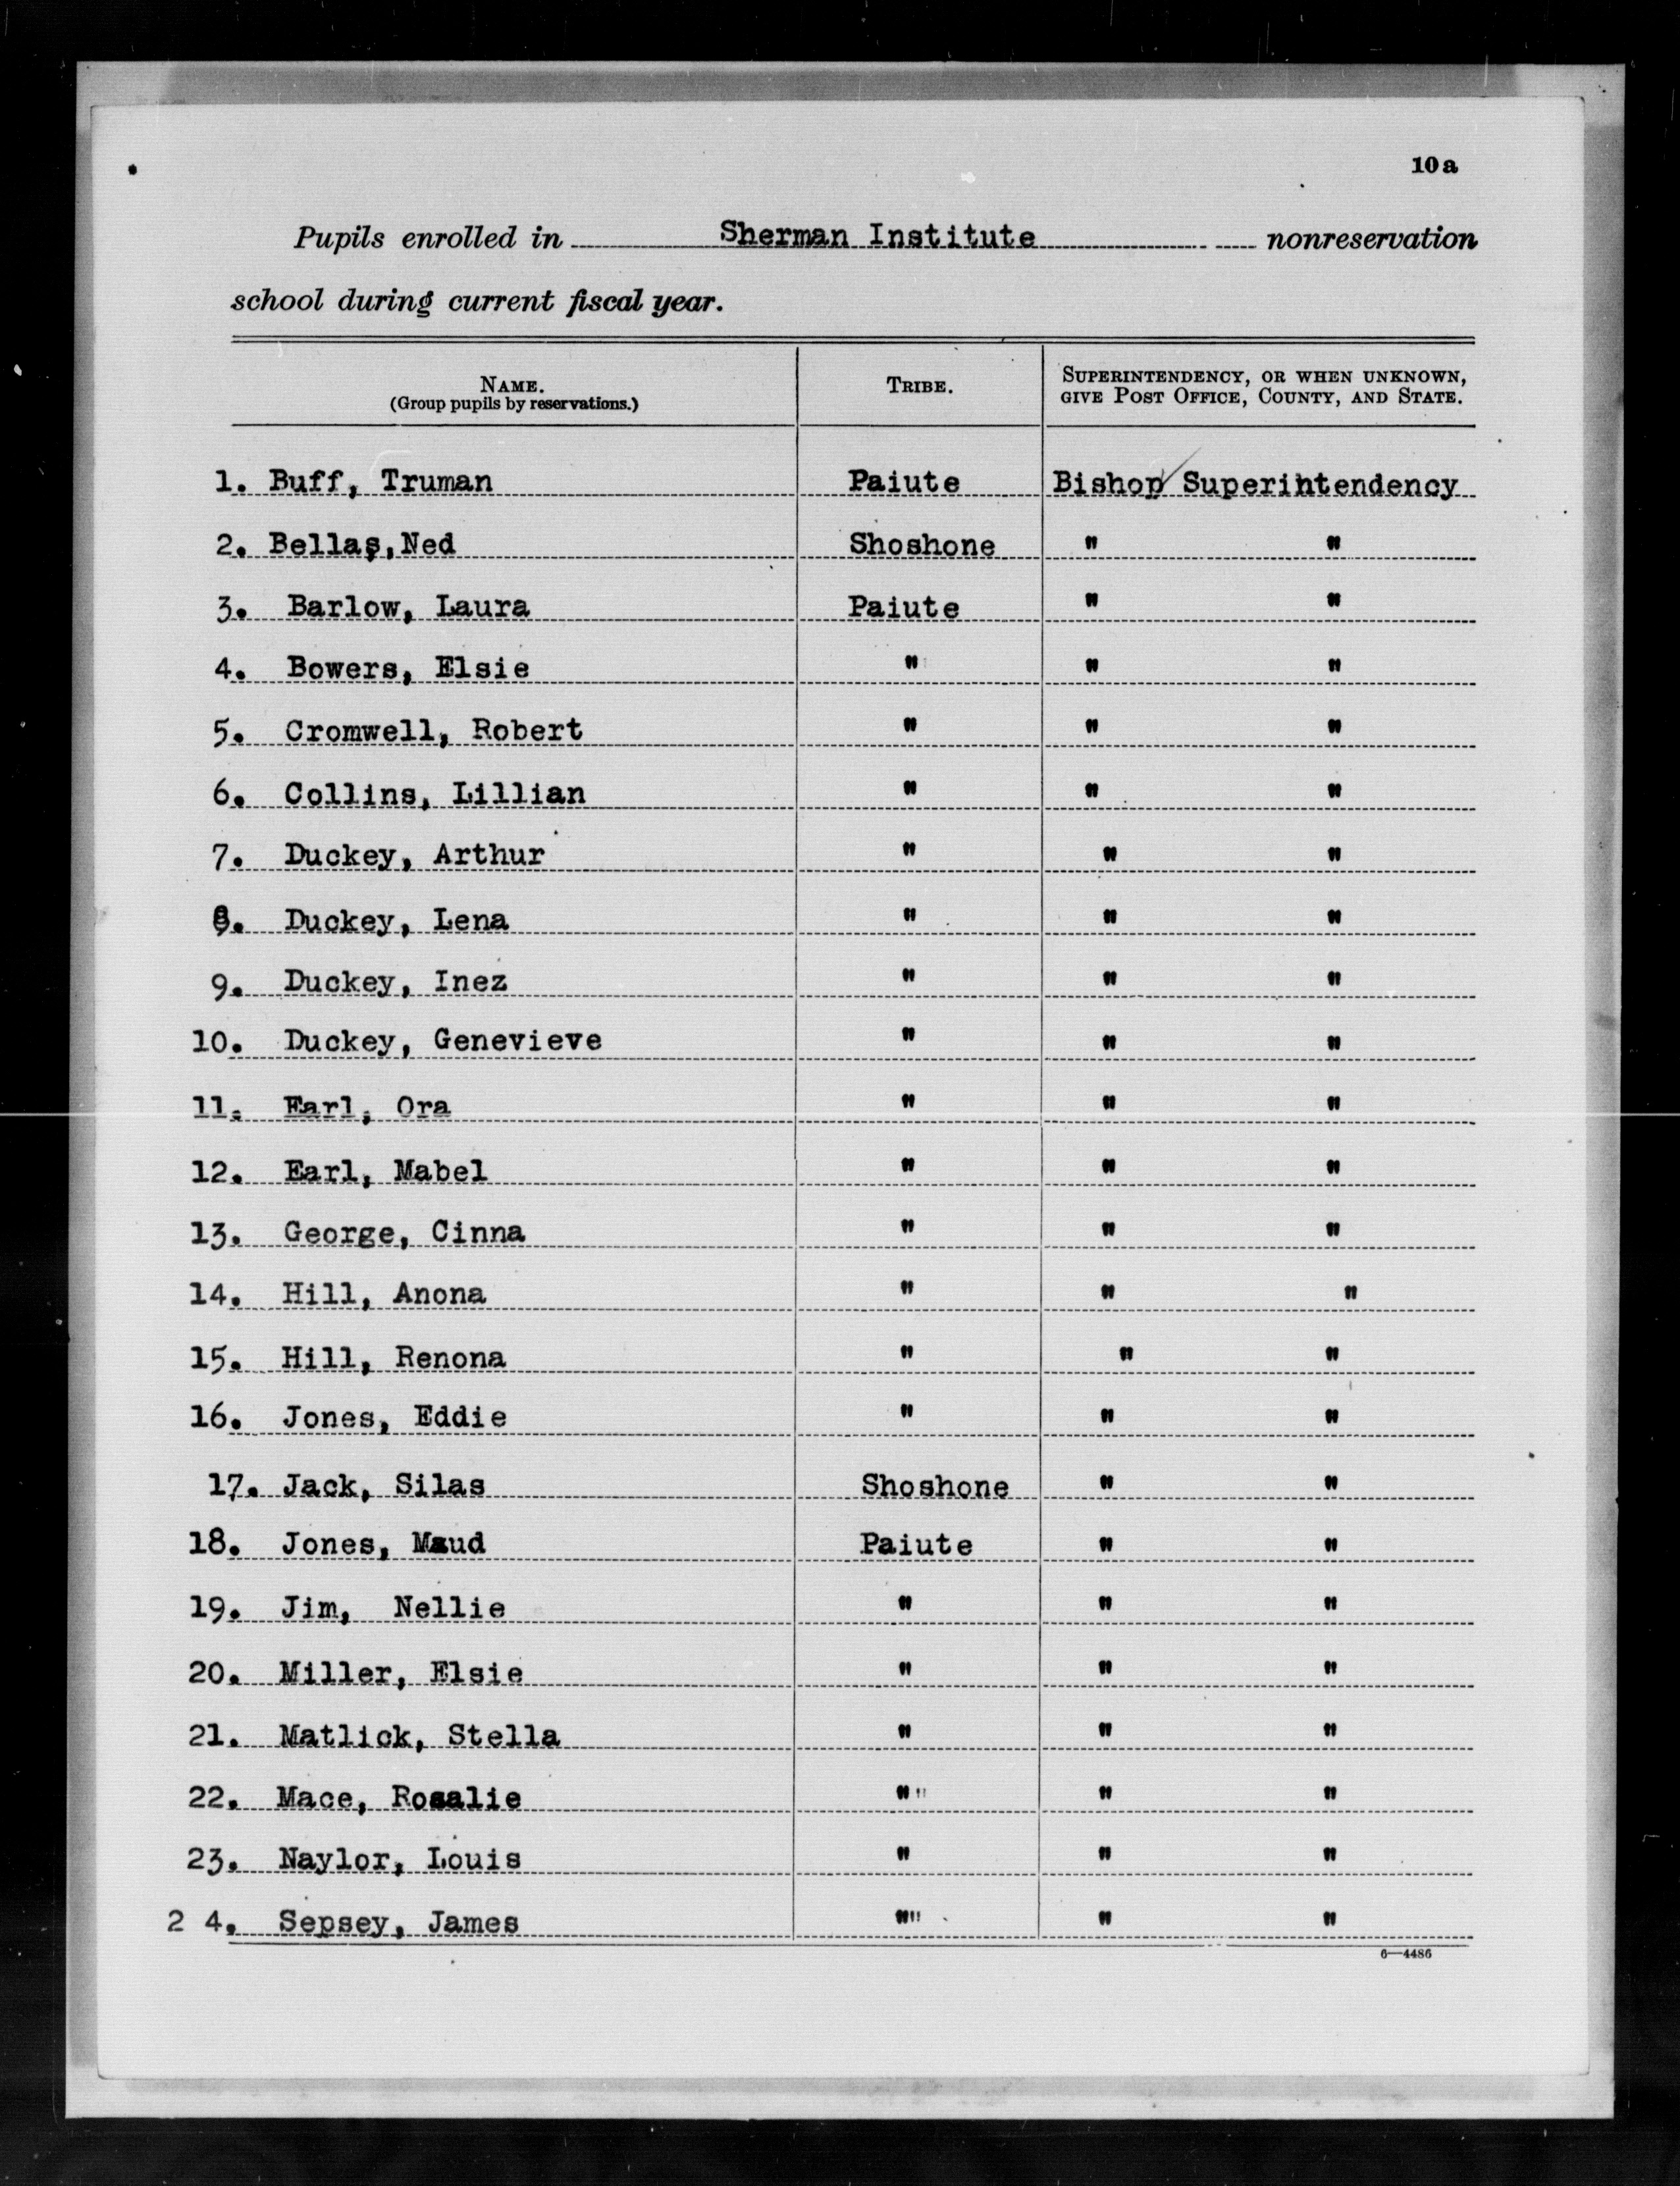 10a
Pupils enrolled in Sherman Institute nonreservation
school during current fiscal year.
NAME. TRIBE. SUPERINTENDENCY, OR WHEN UNKNOWN,
(Group pupils by reservations.) GIVE POST OFFICE, COUNTY, AND STATE.
1. Buff, Truman Paiute Bishop Superintendency
2. Bellas, Ned Shoshone " "
3. Barlow, Laura Paiute " "
4. Bowers, Elsie " " "
5. Cromwell, Robert " " "
6. Collins, Lillian " " "
7. Duckey, Arthur " " "
8. Duckey, Lena " " "
9. Duckey, Inez " " "
10. Duckey, Genevieve " " "
11. Earl, Ora " " "
12. Earl, Mabel " " "
13. George, Cinna " " "
14. Hill, Anona " " "
15. Hill, Renona " " "
16. Jones, Eddie " " "
17. Jack, Silas Shoshone " "
18. Jones, Maud Paiute " "
19. Jim, Nellie " " "
20. Miller, Elsie " " "
21. Matlick, Stella " " "
22. Mace, Rosalie " " "
23. Naylor, Louis " " "
2 4. Sepsey, James " " "
6—4486